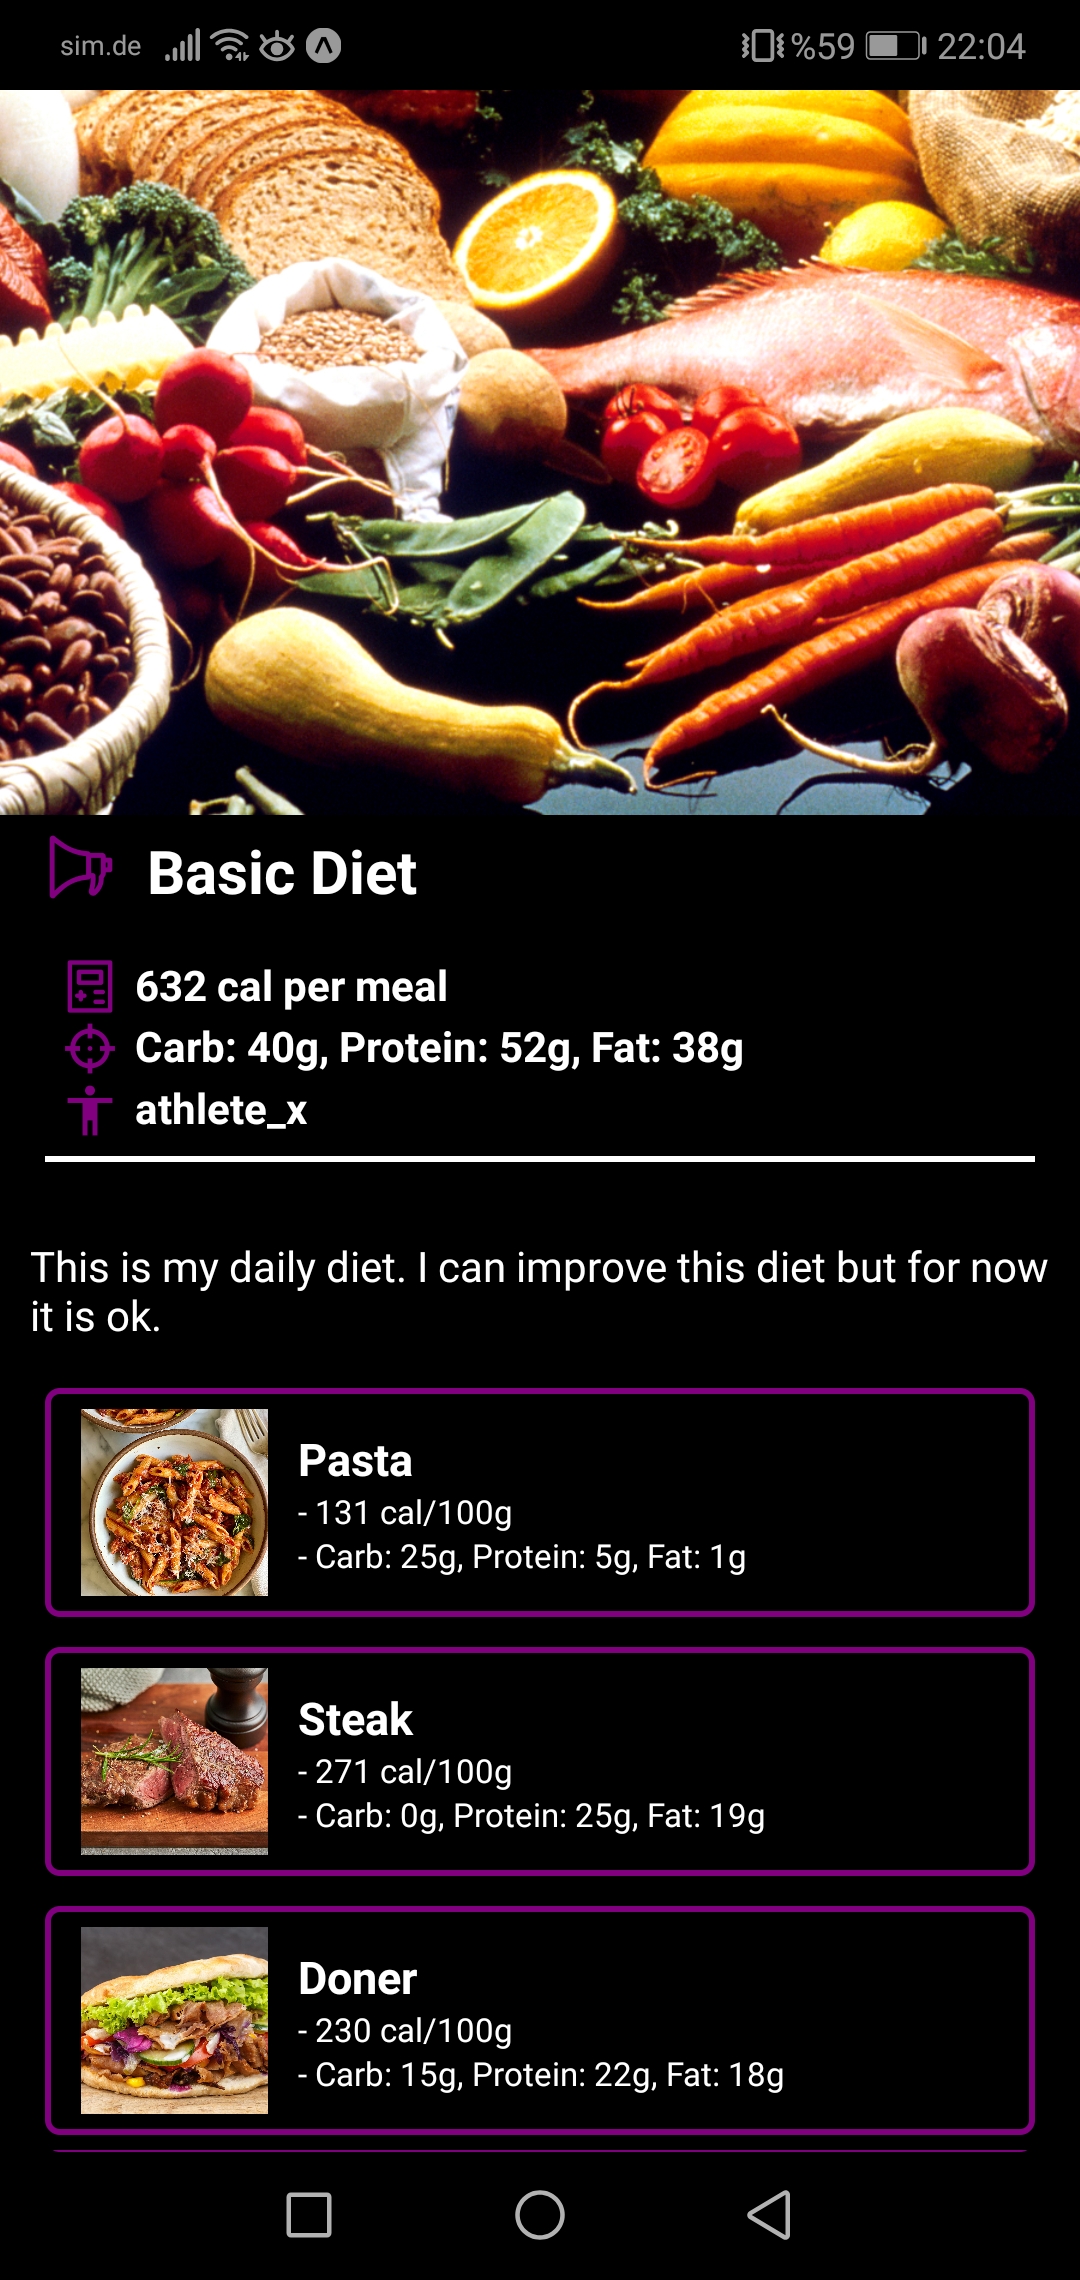 sim.de %59 22:04
Basic Diet
632 cal per meal
Carb: 40g, Protein: 52g, Fat: 38g
athlete_x
This is my daily diet. I can improve this diet but for now
it is ok.
Pasta
- 131 cal/100g
- Carb: 25g, Protein: 5g, Fat: 1g
Steak
- 271 cal/100g
- Carb: 0g, Protein: 25g, Fat: 19g
Doner
- 230 cal/100g
- Carb: 15g, Protein: 22g, Fat: 18g